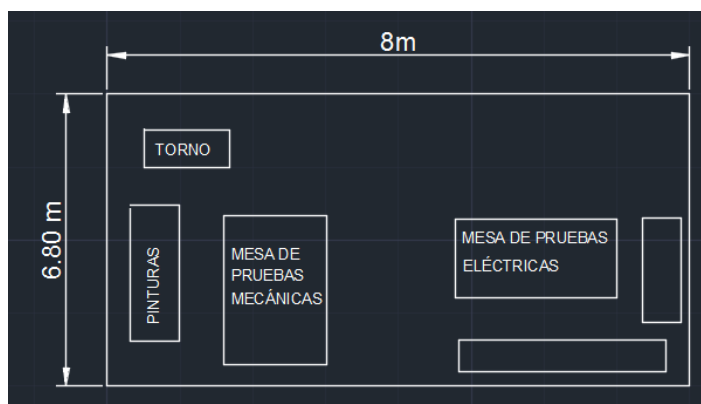 8m
TORNO
6.80 m
PINTURAS
MESA DE
PRUEBAS
MECÁNICAS
MESA DE PRUEBAS
ELÉCTRICAS